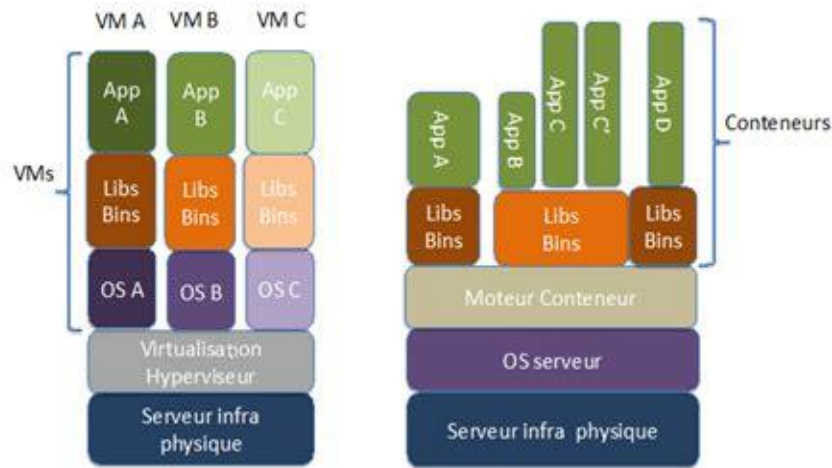 VM A
VM B
VM C
VMs
App
A
App
B
App
C
Libs
Bins
Libs
Bins
Libs
Bins
OS A
OS B
OS C
Virtualisation
Hyperviseur
Serveur infra
physique
App A
App B
App C
App C'
App D
Conteneurs
Libs
Bins
Libs
Bins
Libs
Bins
Moteur Conteneur
OS serveur
Serveur infra physique